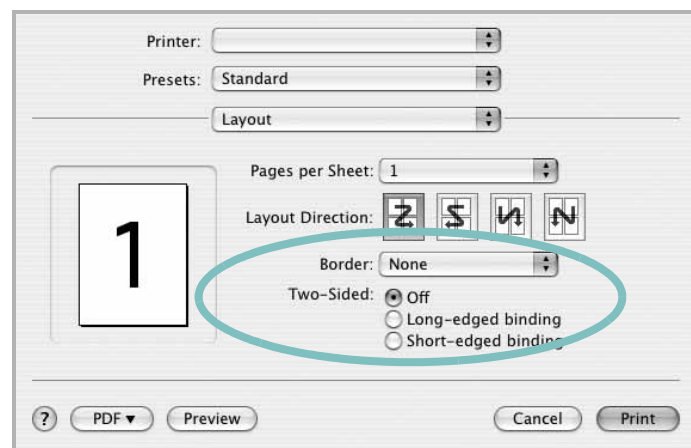 Printer:
Presets: Standard
Layout
Pages per Sheet: 1
Layout Direction:
1
Border: None
Two-Sided: Off
Long-edged binding
Short-edged binding
? PDF▼ Preview Cancel Print